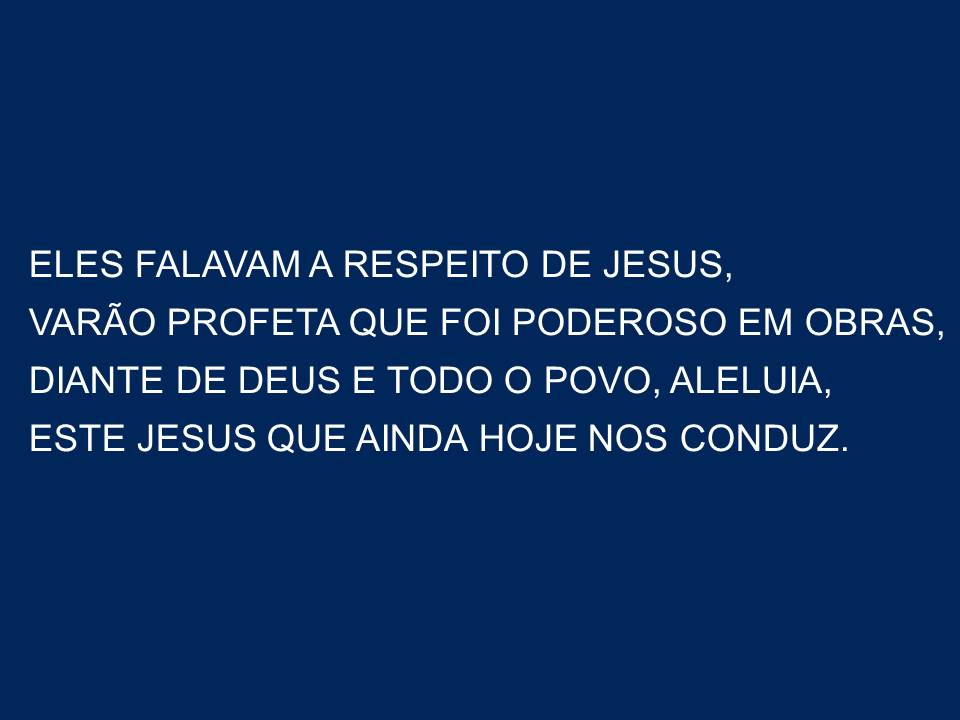 ELES FALAVAM A RESPEITO DE JESUS,
VARÃO PROFETA QUE FOI PODEROSO EM OBRAS,
DIANTE DE DEUS E TODO O POVO, ALELUIA,
ESTE JESUS QUE AINDA HOJE NOS CONDUZ.